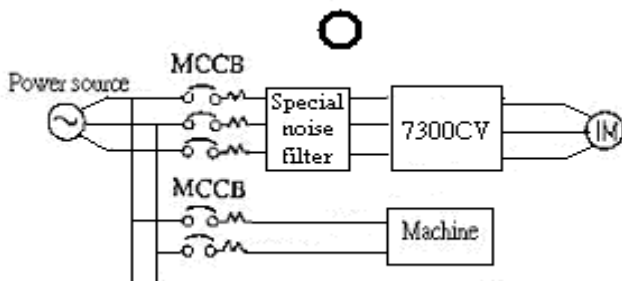 MCCB
Power source
Special
noise
filter
7300CV
IM
MCCB
Machine